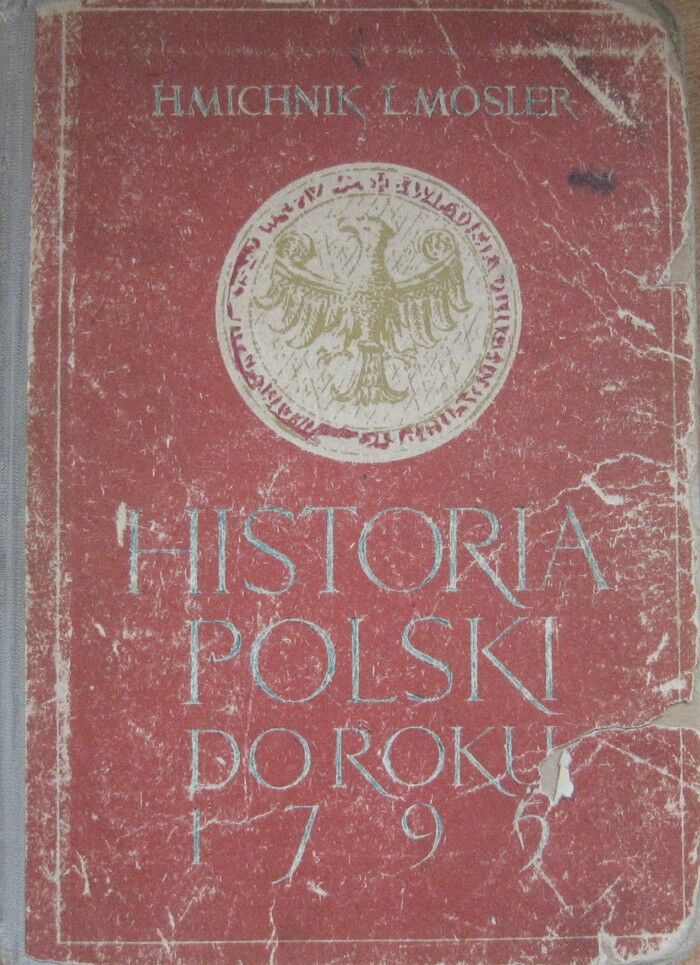 H.MICHNIK L.MOSLER
HISTORIA
POLSKI
DO ROKU
1795